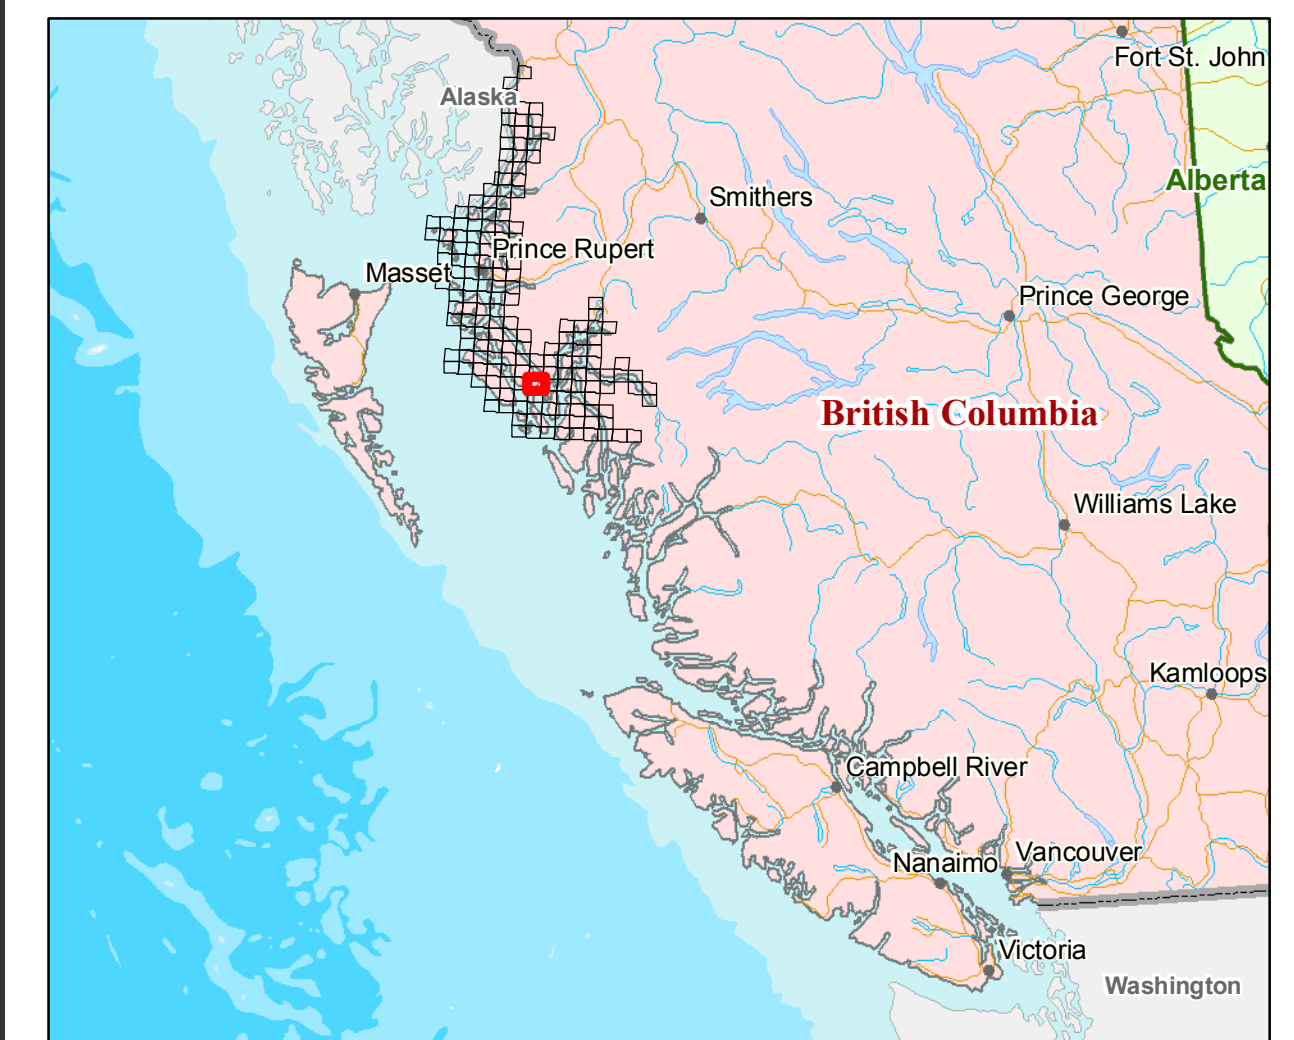 Fort St. John
Alaska
Alberta
Smithers
Prince Rupert
Masset
Prince George
British Columbia
Williams Lake
Kamloops
Campbell River
Vancouver
Nanaimo
Victoria
Washington